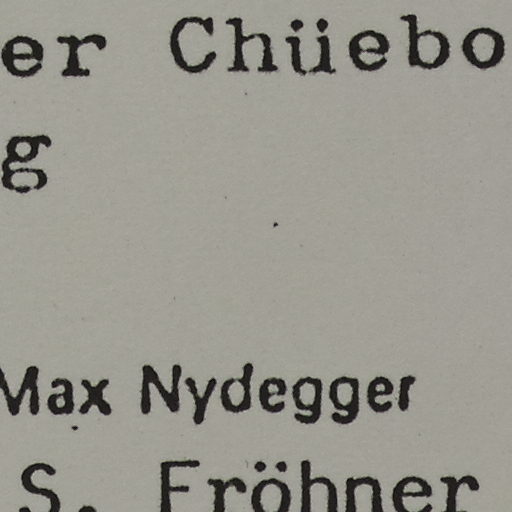 er Chüebo
g
Max Nydegger
S. Fröhner